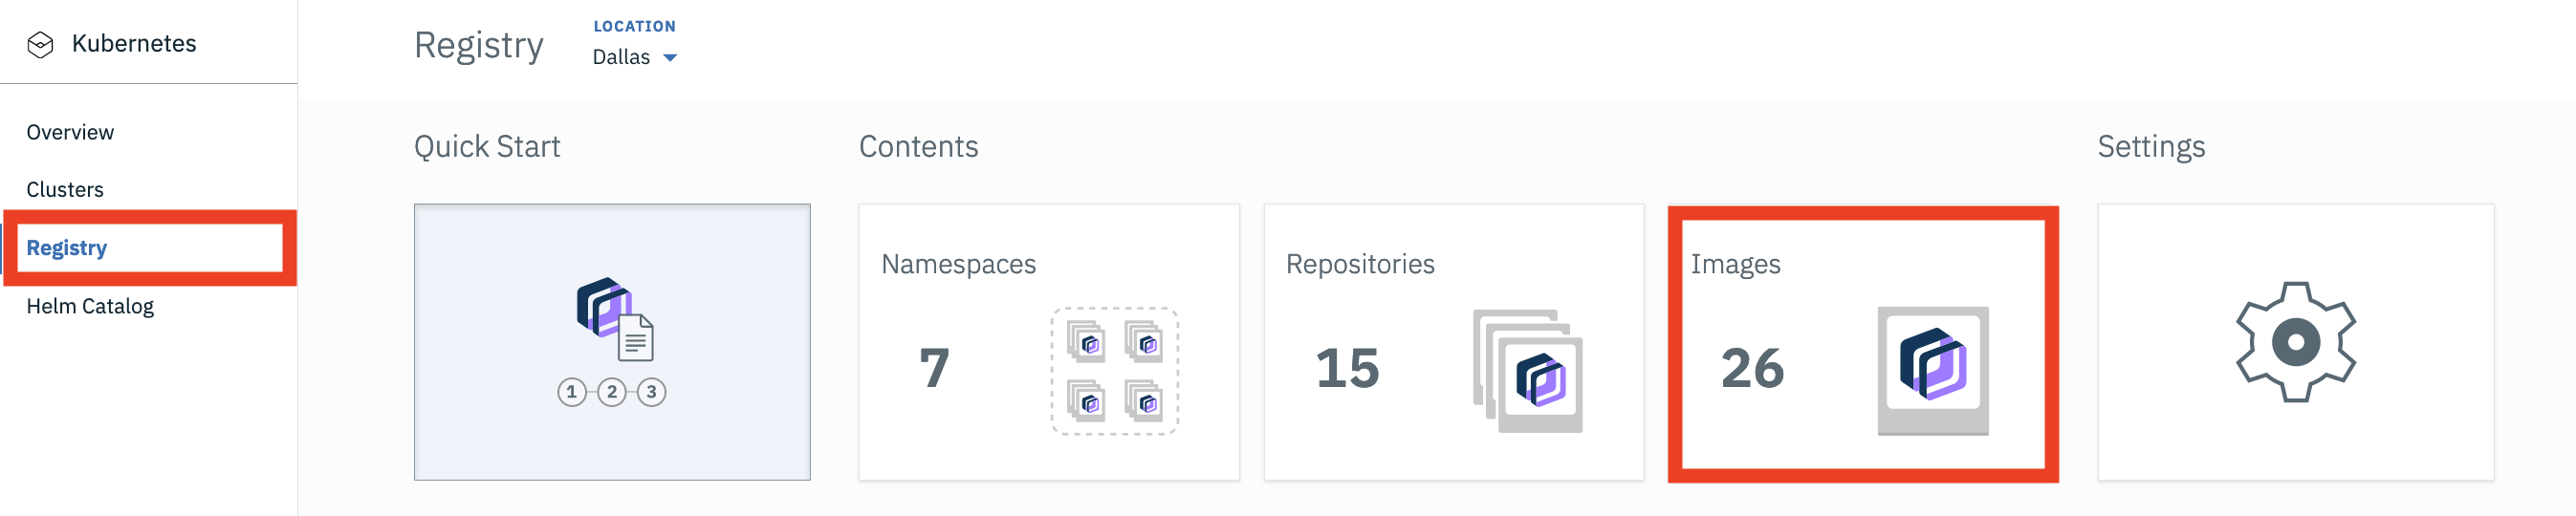 Kubernetes
Overview
Clusters
Registry
Helm Catalog
Registry
LOCATION
Dallas
Quick Start
1 2 3
Contents
Namespaces
7
Repositories
15
Images
26
Settings